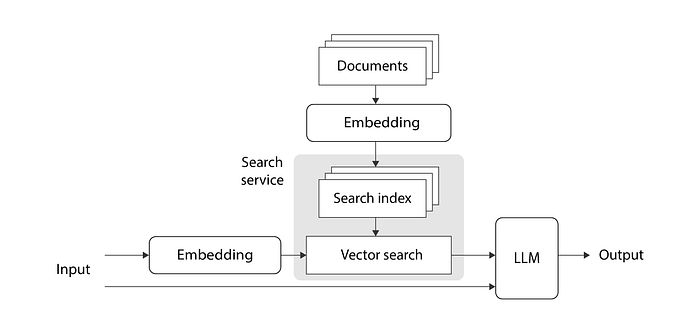 Documents
Embedding
Search
service
Search index
Embedding
Vector search
LLM
Output
Input